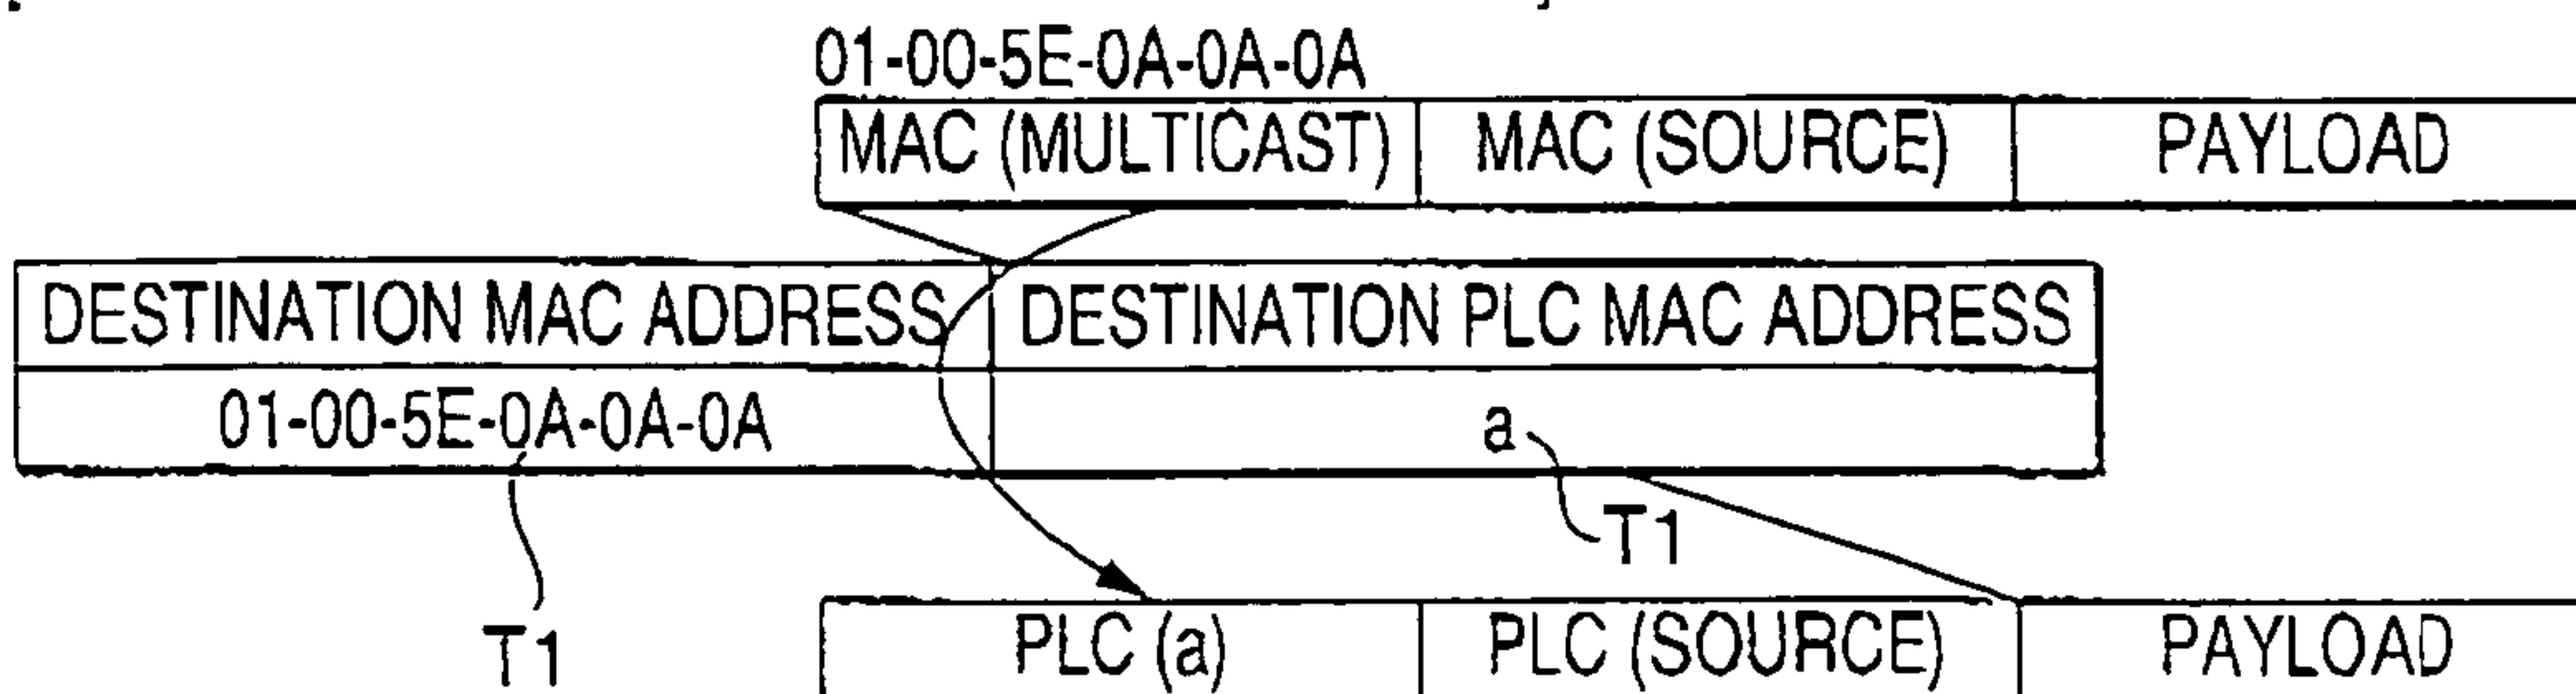 01-00-5E-0A-0A-0A
MAC (MULTICAST) MAC (SOURCE) PAYLOAD
DESTINATION MAC ADDRESS DESTINATION PLC MAC ADDRESS
01-00-5E-0A-0A-0A a
T1
T1
PLC (a) PLC (SOURCE) PAYLOAD